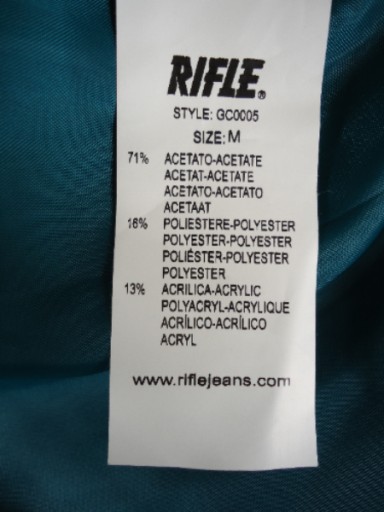 RIFLE®
STYLE: GC0005
SIZE: M
71% ACETATO-ACETATE
ACETAT-ACETATE
ACETATO-ACETATO
ACETAAT
16% POLIESTERE-POLYESTER
POLYESTER-POLYESTER
POLIÉSTER-POLYESTER
POLYESTER
13% ACRILICA-ACRYLIC
POLYACRYL-ACRYLIQUE
ACRÍLICO-ACRÍLICO
ACRYL
www.riflejeans.com